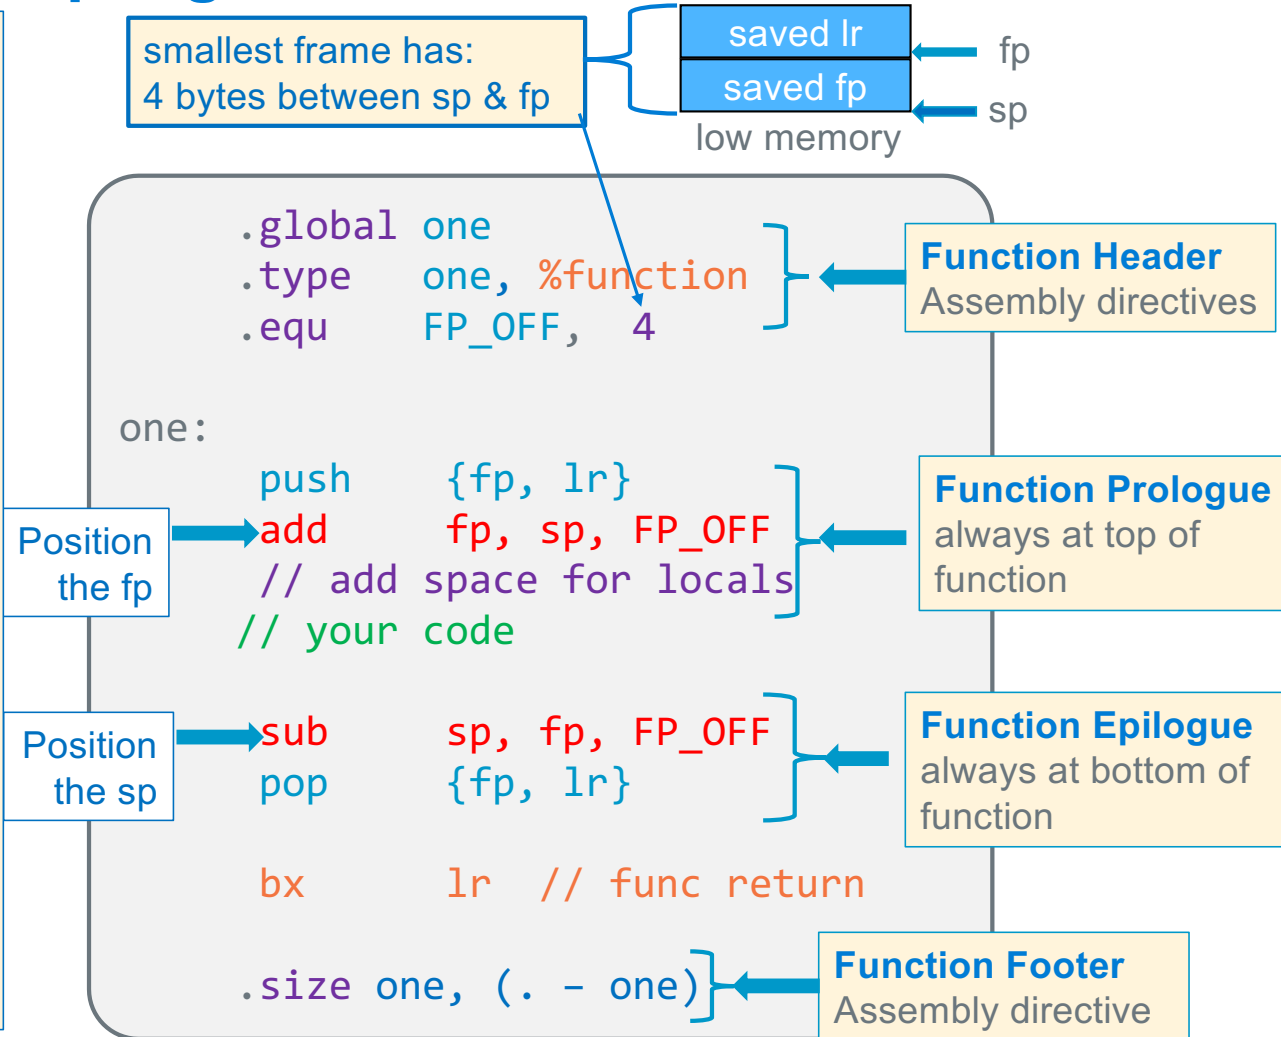 smallest frame has:
4 bytes between sp & fp
saved lr
fp
saved fp
sp
low memory
.global one
.type one, %function
.equ FP_OFF, 4
Function Header
Assembly directives
one:
push {fp, lr}
add fp, sp, FP_OFF
// add space for locals
// your code
Position
the fp
Function Prologue
always at top of
function
sub sp, fp, FP_OFF
pop {fp, lr}
Position
the sp
Function Epilogue
always at bottom of
function
bx lr // func return
.size one, (. – one)
Function Footer
Assembly directive